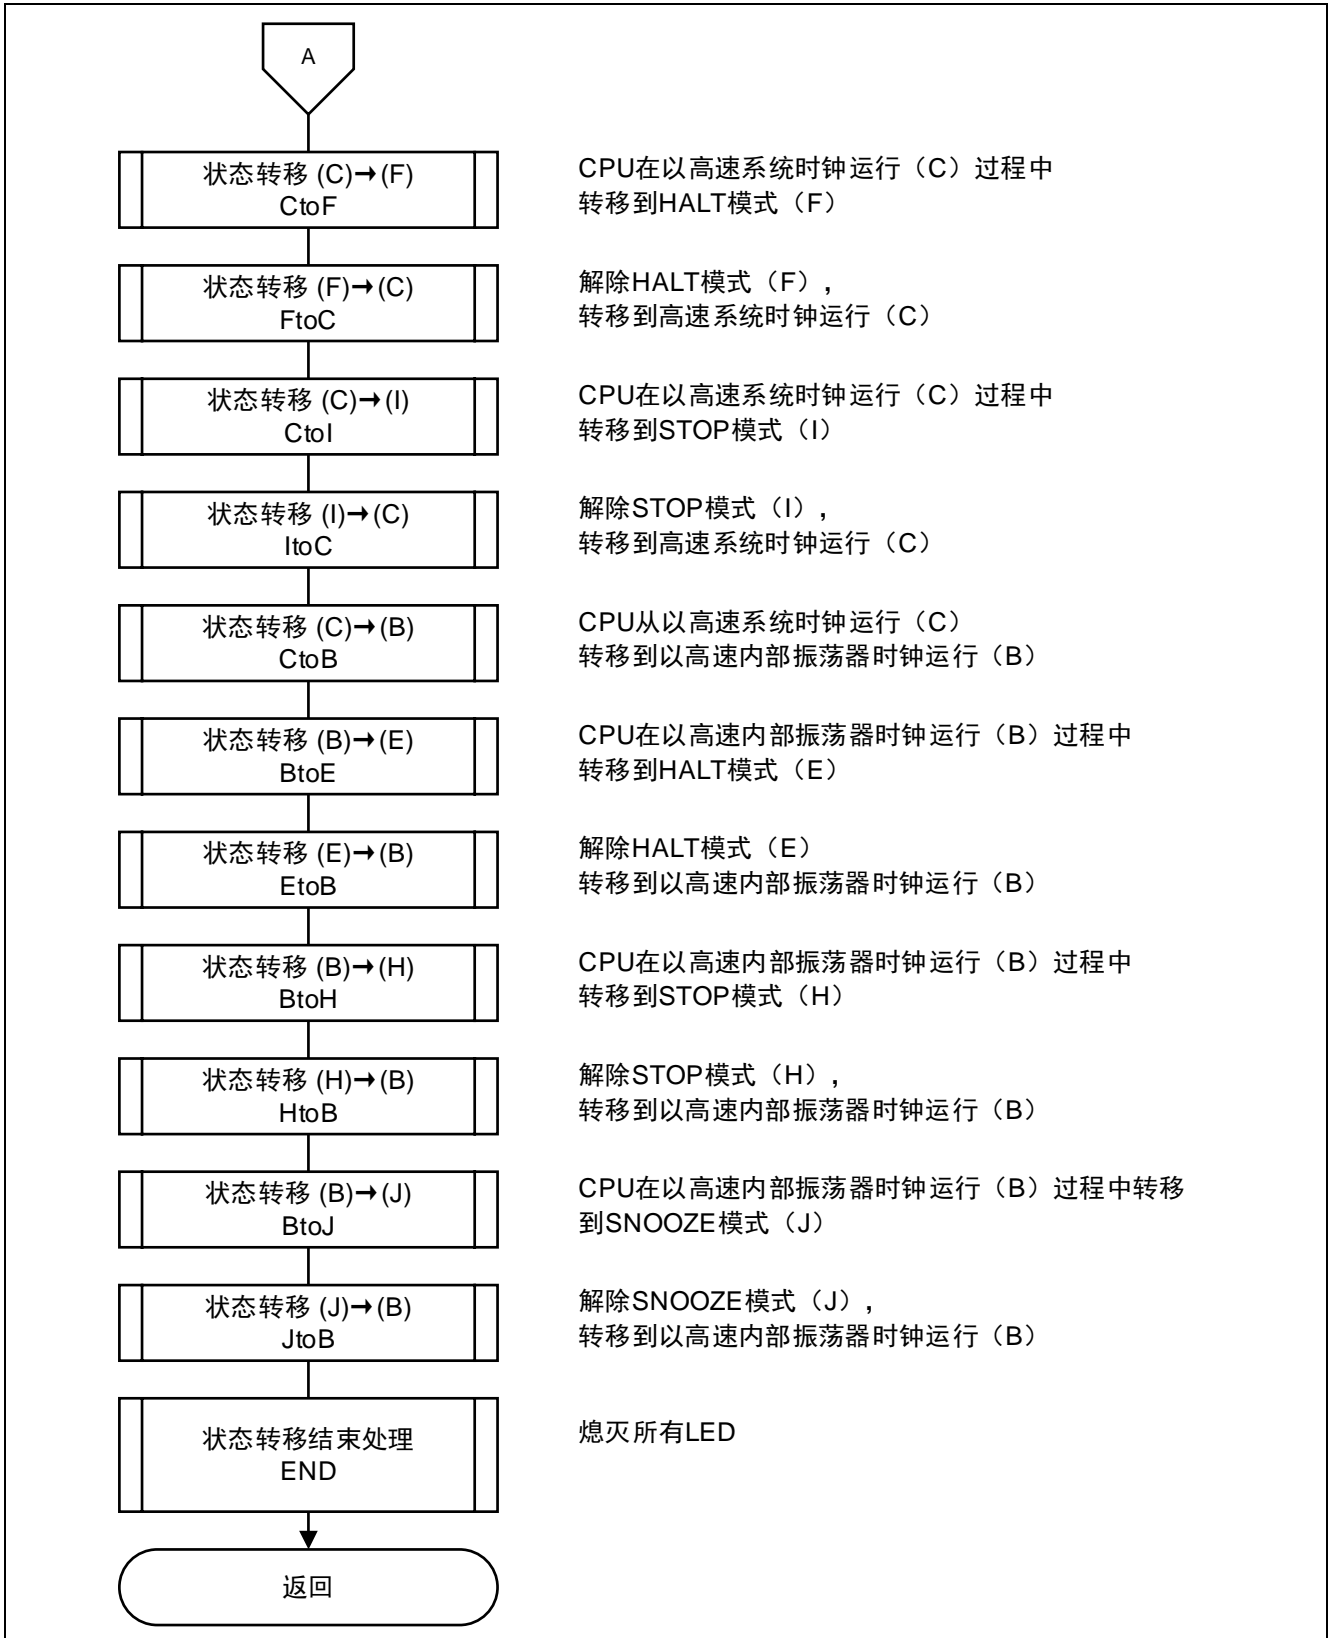 A
状态转移 (C)→(F)
CtoF
CPU在以高速系统时钟运行（C）过程中
转移到HALT模式（F）
状态转移 (F)→(C)
FtoC
解除HALT模式（F），
转移到高速系统时钟运行（C）
状态转移 (C)→(I)
CtoI
CPU在以高速系统时钟运行（C）过程中
转移到STOP模式（I）
状态转移 (I)→(C)
ItoC
解除STOP模式（I），
转移到高速系统时钟运行（C）
状态转移 (C)→(B)
CtoB
CPU从以高速系统时钟运行（C）
转移到以高速内部振荡器时钟运行（B）
状态转移 (B)→(E)
BtoE
CPU在以高速内部振荡器时钟运行（B）过程中
转移到HALT模式（E）
状态转移 (E)→(B)
EtoB
解除HALT模式（E）
转移到以高速内部振荡器时钟运行（B）
状态转移 (B)→(H)
BtoH
CPU在以高速内部振荡器时钟运行（B）过程中
转移到STOP模式（H）
状态转移 (H)→(B)
HtoB
解除STOP模式（H），
转移到以高速内部振荡器时钟运行（B）
状态转移 (B)→(J)
BtoJ
CPU在以高速内部振荡器时钟运行（B）过程中转移
到SNOOZE模式（J）
状态转移 (J)→(B)
JtoB
解除SNOOZE模式（J），
转移到以高速内部振荡器时钟运行（B）
状态转移结束处理
END
熄灭所有LED
返回